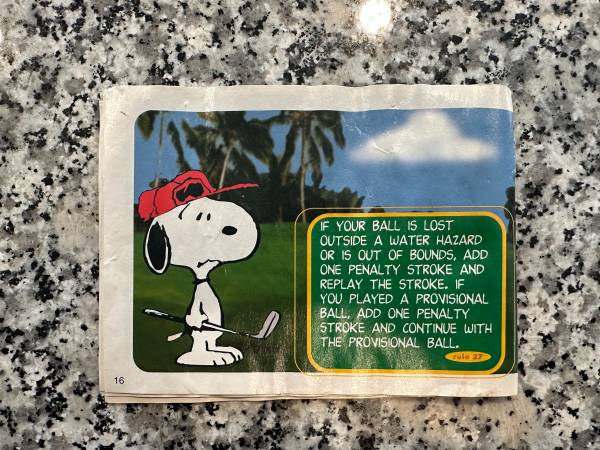 IF YOUR BALL IS LOST
OUTSIDE A WATER HAZARD
OR IS OUT OF BOUNDS, ADD
ONE PENALTY STROKE AND
REPLAY THE STROKE. IF
YOU PLAYED A PROVISIONAL
BALL, ADD ONE PENALTY
STROKE AND CONTINUE WITH
THE PROVISIONAL BALL.
rule 27
16